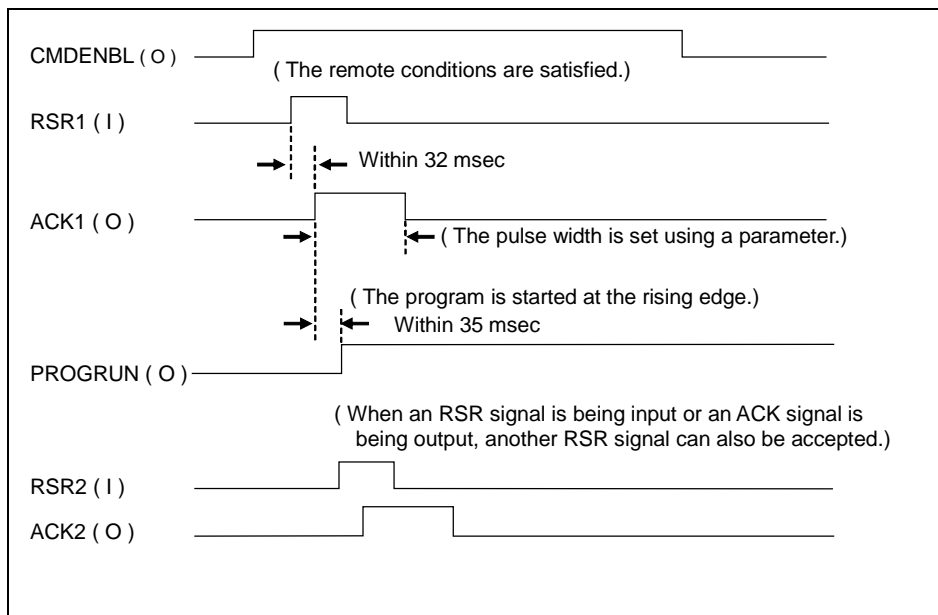 CMDENBL ( O )
( The remote conditions are satisfied.)
RSR1 ( I )
Within 32 msec
ACK1 ( O )
( The pulse width is set using a parameter.)
( The program is started at the rising edge.)
Within 35 msec
PROGRUN ( O )
( When an RSR signal is being input or an ACK signal is
being output, another RSR signal can also be accepted.)
RSR2 ( I )
ACK2 ( O )